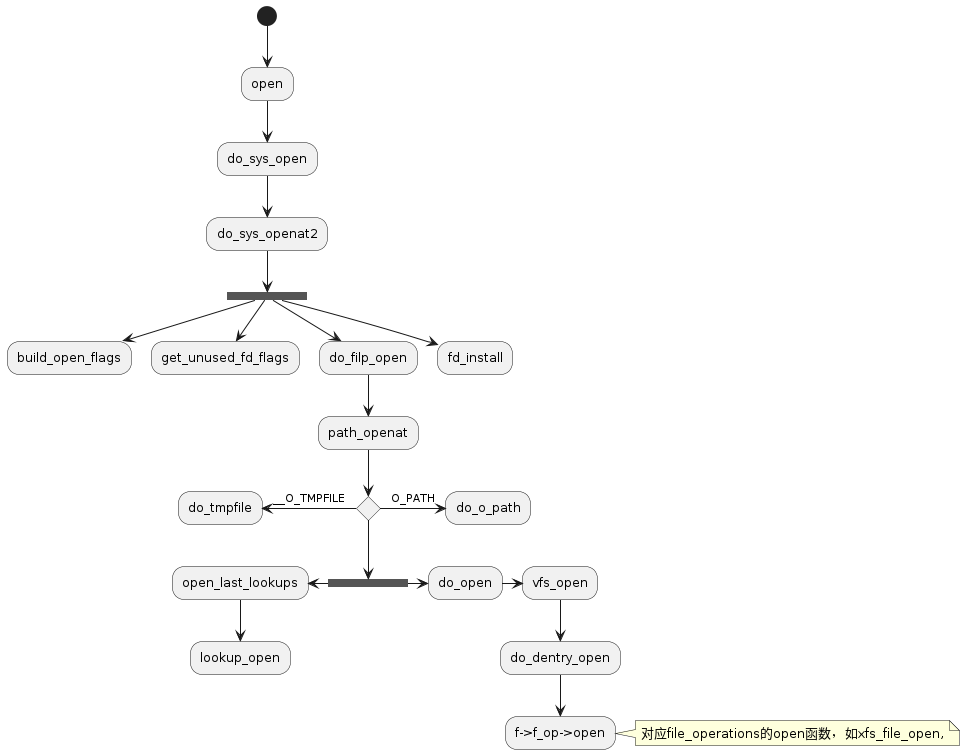 open
do_sys_open
do_sys_openat2
build_open_flags
get_unused_fd_flags
do_filp_open
fd_install
path_openat
do_tmpfile
__O_TMPFILE
O_PATH
do_o_path
open_last_lookups
do_open
vfs_open
lookup_open
do_dentry_open
f->f_op->open
对应file_operations的open函数，如xfs_file_open,